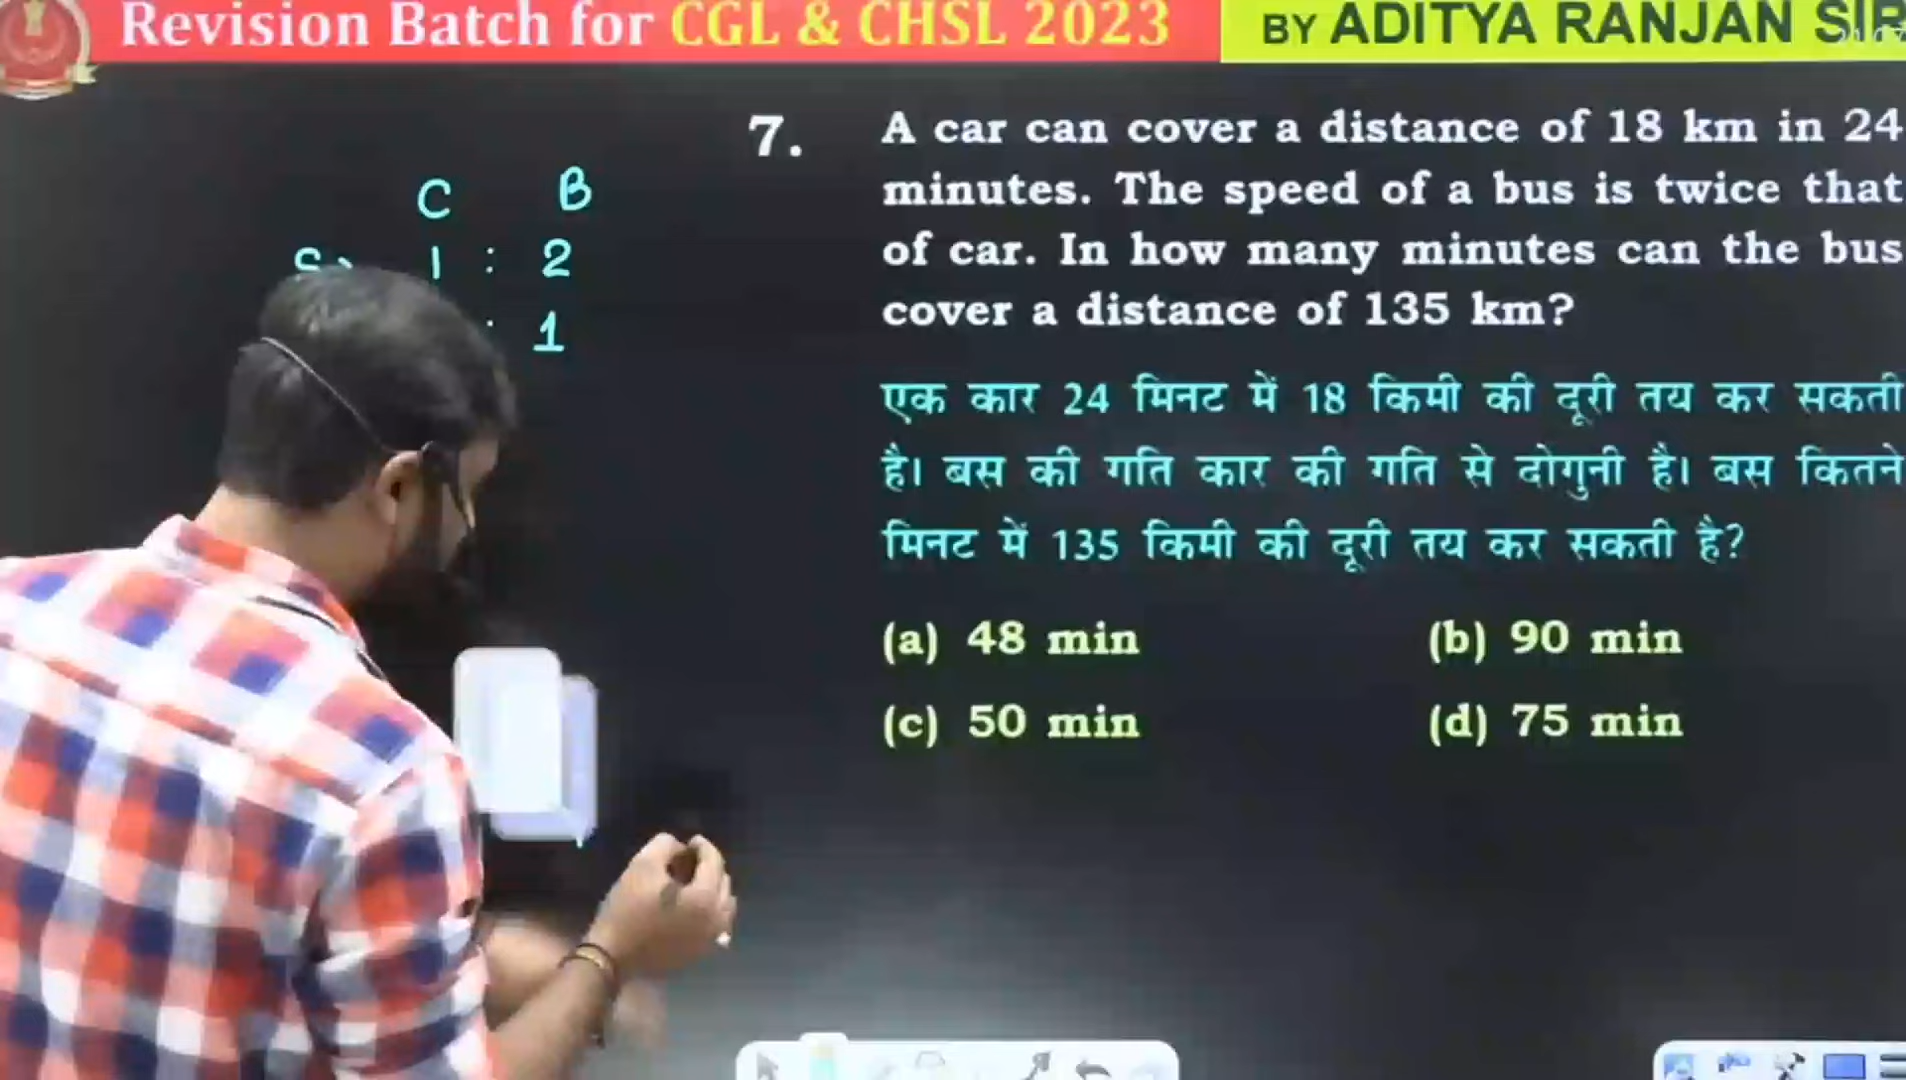 Revision Batch for CGL & CHSL 2023
BY ADITYA RANJAN SIR
C B
1 : 2
: 1
7. A car can cover a distance of 18 km in 24
minutes. The speed of a bus is twice that
of car. In how many minutes can the bus
cover a distance of 135 km?
एक कार 24 मिनट में 18 किमी की दूरी तय कर सकती
है। बस की गति कार की गति से दोगुनी है। बस कितने
मिनट में 135 किमी की दूरी तय कर सकती है?
(a) 48 min (b) 90 min
(c) 50 min (d) 75 min